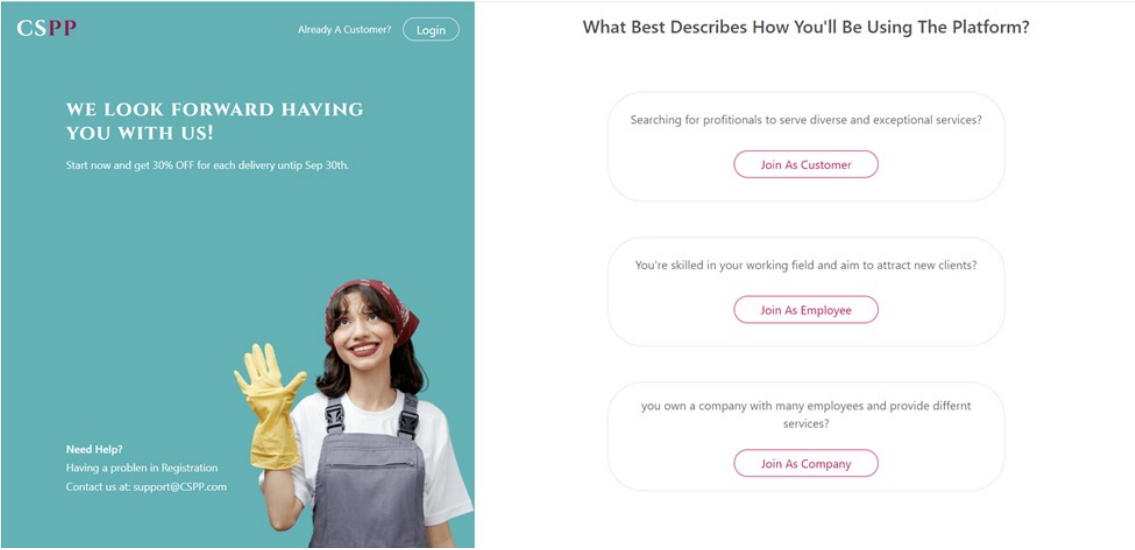 CSPP
Already A Customer?
Login
WE LOOK FORWARD HAVING
YOU WITH US!
Start now and get 30% OFF for each delivery untip Sep 30th.
Need Help?
Having a problen in Registration
Contact us at: support@CSPP.com
What Best Describes How You'll Be Using The Platform?
Searching for profitionals to serve diverse and exceptional services?
Join As Customer
You're skilled in your working field and aim to attract new clients?
Join As Employee
you own a company with many employees and provide differnt
services?
Join As Company